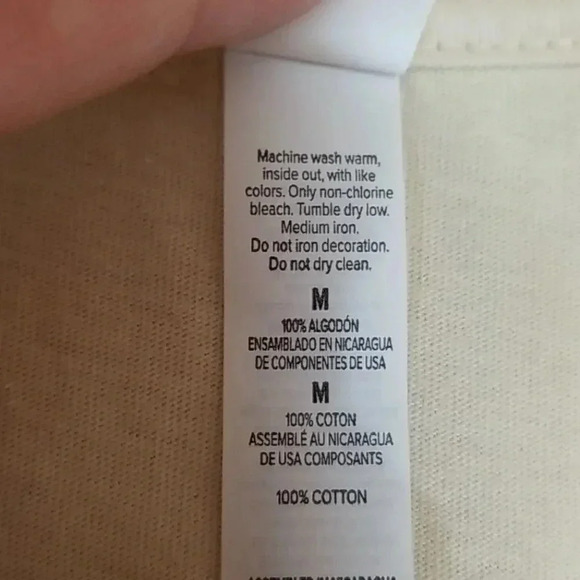 Machine wash warm,
inside out, with like
colors. Only non-chlorine
bleach. Tumble dry low.
Medium iron.
Do not iron decoration.
Do not dry clean.
M
100% ALGODÓN
ENSAMBLADO EN NICARAGUA
DE COMPONENTES DE USA
M
100% COTON
ASSEMBLÉ AU NICARAGUA
DE USA COMPOSANTS
100% COTTON